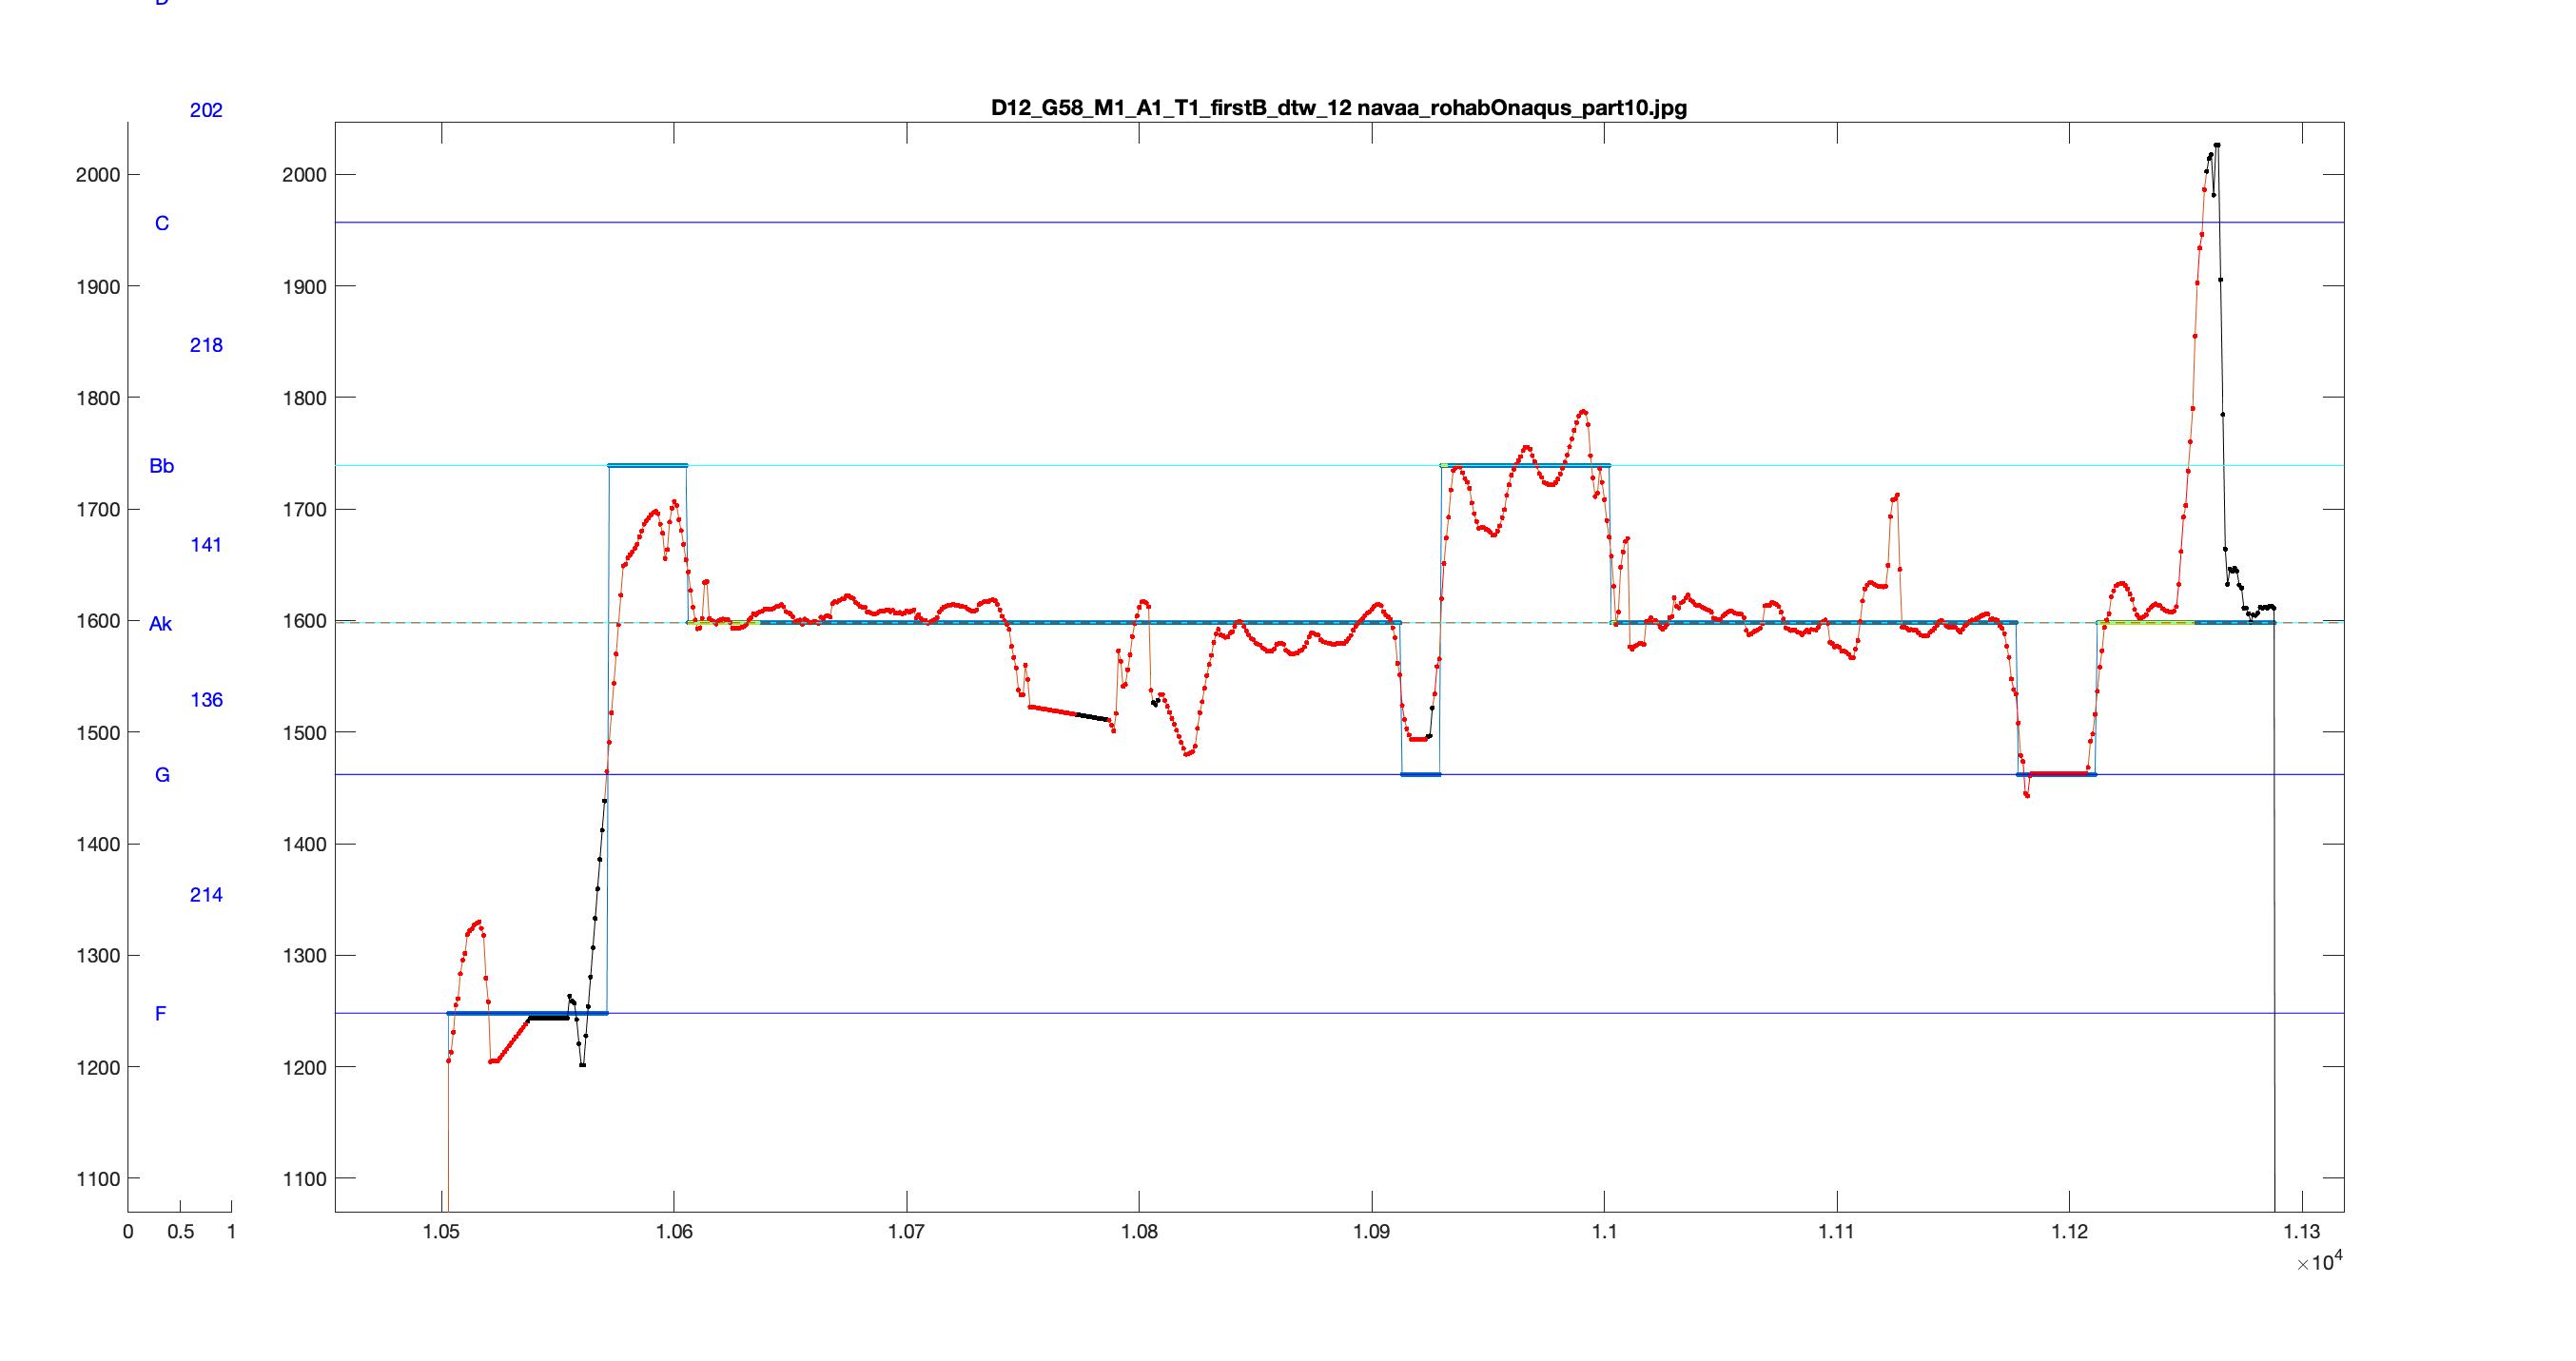 D
202
D12_G58_M1_A1_T1_firstB_dtw_12 navaa_rohabOnaqus_part10.jpg
2000 2000
C
1900 1900
218
1800 1800
Bb
1700 1700
141
1600 Ak 1600
136
1500 1500
G
1400 1400
214
1300 1300
F
1200 1200
1100 1100
0 0.5 1 1.05 1.06 1.07 1.08 1.09 1.1 1.11 1.12 1.13
×10^4